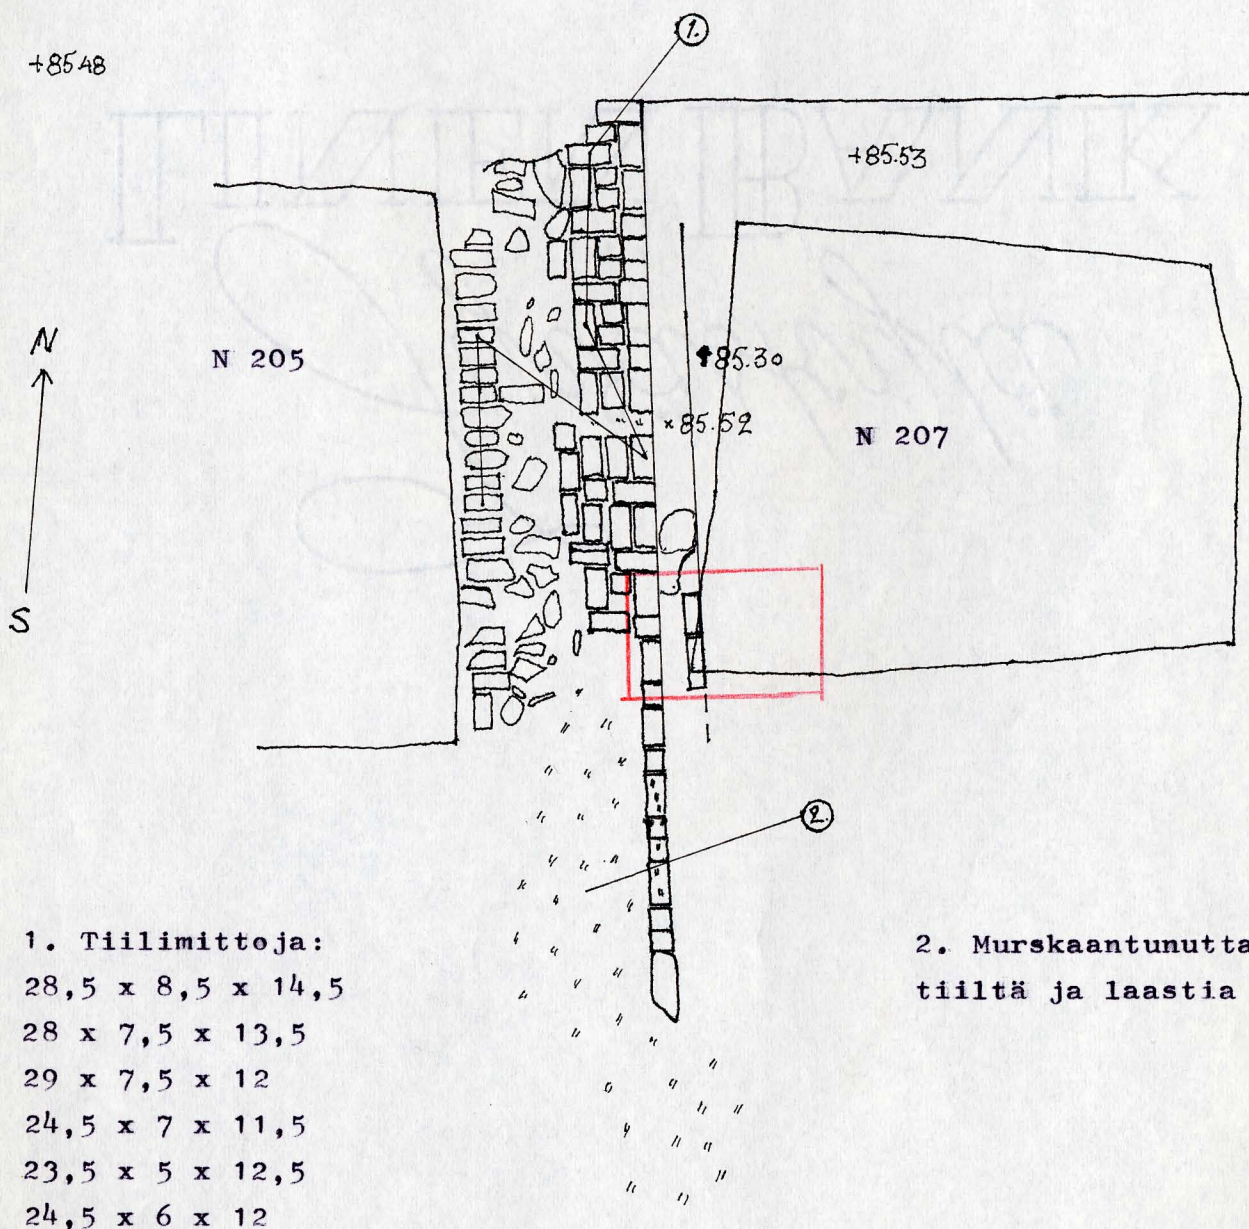 1.
+85.48
+85.53
N
N 205
+85.30
×85.52
N 207
S
2.
1. Tiilimittoja:
28,5 x 8,5 x 14,5
28 x 7,5 x 13,5
29 x 7,5 x 12
24,5 x 7 x 11,5
23,5 x 5 x 12,5
24,5 x 6 x 12
2. Murskaantunutta
tiiltä ja laastia